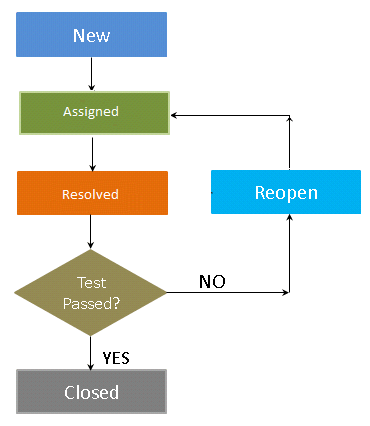 New
Assigned
Resolved
Reopen
Test
Passed?
NO
YES
Closed